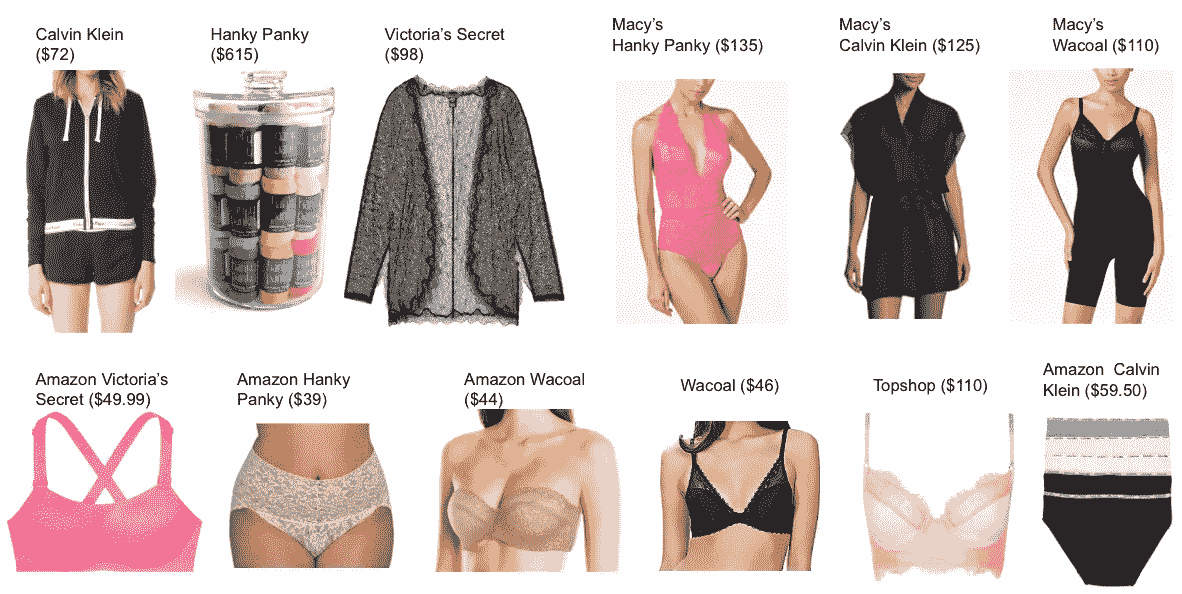 Calvin Klein
($72)
Hanky Panky
($615)
Victoria's Secret
($98)
Macy's
Hanky Panky ($135)
Macy's
Calvin Klein ($125)
Macy's
Wacoal ($110)
Amazon Victoria's
Secret ($49.99)
Amazon Hanky
Panky ($39)
Amazon Wacoal
($44)
Wacoal ($46)
Topshop ($110)
Amazon  Calvin
Klein ($59.50)